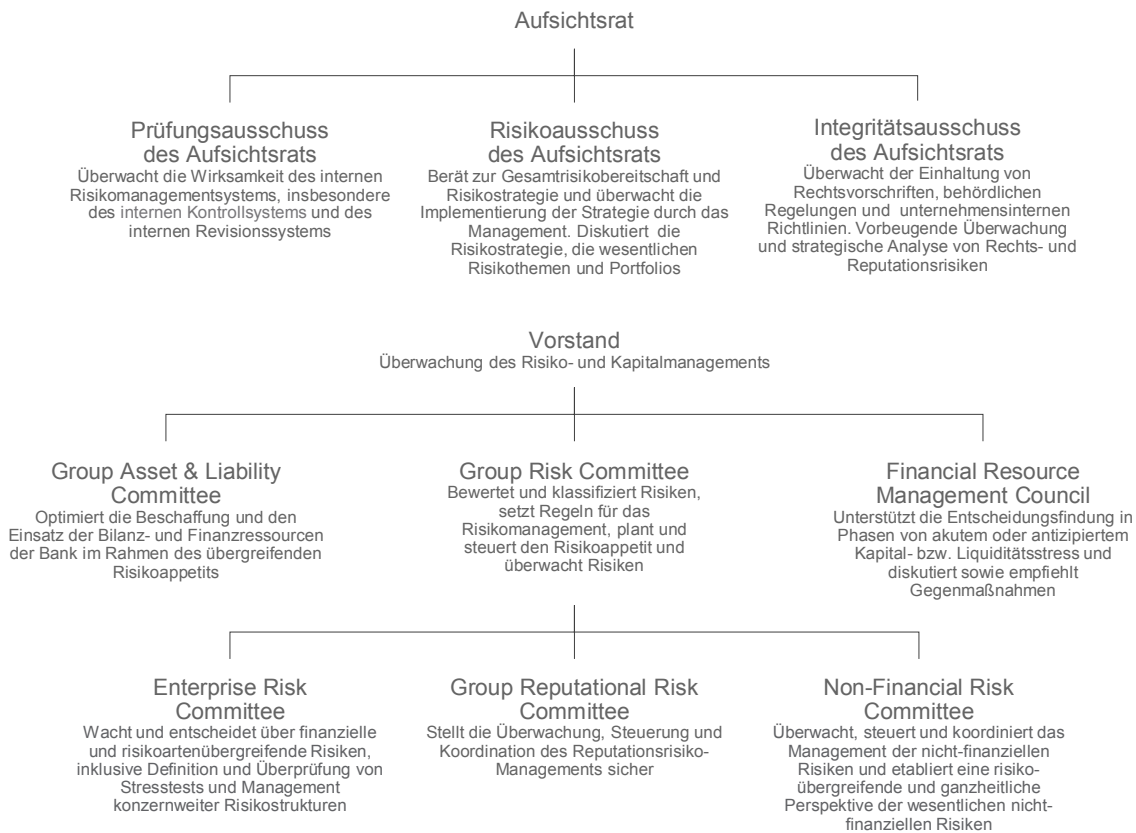 Aufsichtsrat
Prüfungsausschuss
des Aufsichtsrats
Überwacht die Wirksamkeit des internen
Risikomanagementsystems, insbesondere
des internen Kontrollsystems und des
internen Revisionssystems
Risikoausschuss
des Aufsichtsrats
Berät zur Gesamtrisikobereitschaft und
Risikostrategie und überwacht die
Implementierung der Strategie durch das
Management. Diskutiert die
Risikostrategie, die wesentlichen
Risikothemen und Portfolios
Integritätsausschuss
des Aufsichtsrats
Überwacht der Einhaltung von
Rechtsvorschriften, behördlichen
Regelungen und unternehmensinternen
Richtlinien. Vorbeugende Überwachung
und strategische Analyse von Rechts- und
Reputationsrisiken
Vorstand
Überwachung des Risiko- und Kapitalmanagements
Group Asset & Liability
Committee
Optimiert die Beschaffung und den
Einsatz der Bilanz- und Finanzressourcen
der Bank im Rahmen des übergreifenden
Risikoappetits
Group Risk Committee
Bewertet und klassifiziert Risiken,
setzt Regeln für das
Risikomanagement, plant und
steuert den Risikoappetit und
überwacht Risiken
Financial Resource
Management Council
Unterstützt die Entscheidungsfindung in
Phasen von akutem oder antizipiertem
Kapital- bzw. Liquiditätsstress und
diskutiert sowie empfiehlt
Gegenmaßnahmen
Enterprise Risk
Committee
Wacht und entscheidet über finanzielle
und risikoartenübergreifende Risiken,
inklusive Definition und Überprüfung von
Stresstests und Management
konzernweiter Risikostrukturen
Group Reputational Risk
Committee
Stellt die Überwachung, Steuerung und
Koordination des Reputationsrisiko-
Managements sicher
Non-Financial Risk
Committee
Überwacht, steuert und koordiniert das
Management der nicht-finanziellen
Risiken und etabliert eine risiko-
übergreifende und ganzheitliche
Perspektive der wesentlichen nicht-
finanziellen Risiken